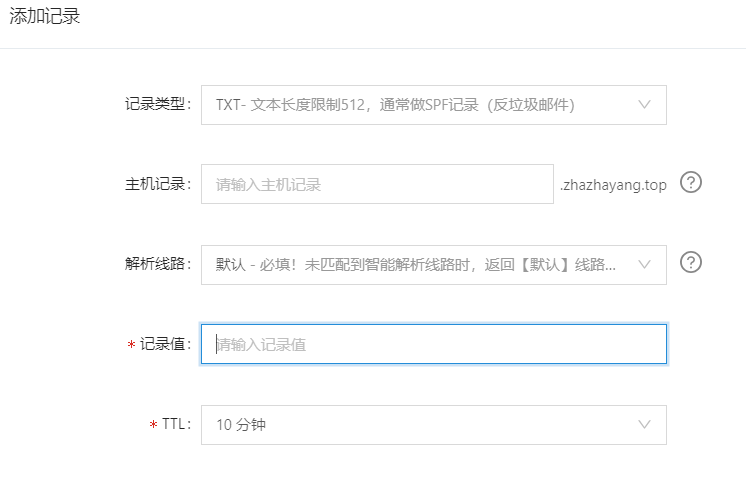 添加记录
记录类型: TXT- 文本长度限制512，通常做SPF记录（反垃圾邮件）
主机记录: 请输入主机记录 .zhazhayang.top ?
解析线路: 默认 - 必填！未匹配到智能解析线路时，返回【默认】线路... ?
* 记录值: 请输入记录值
* TTL: 10 分钟